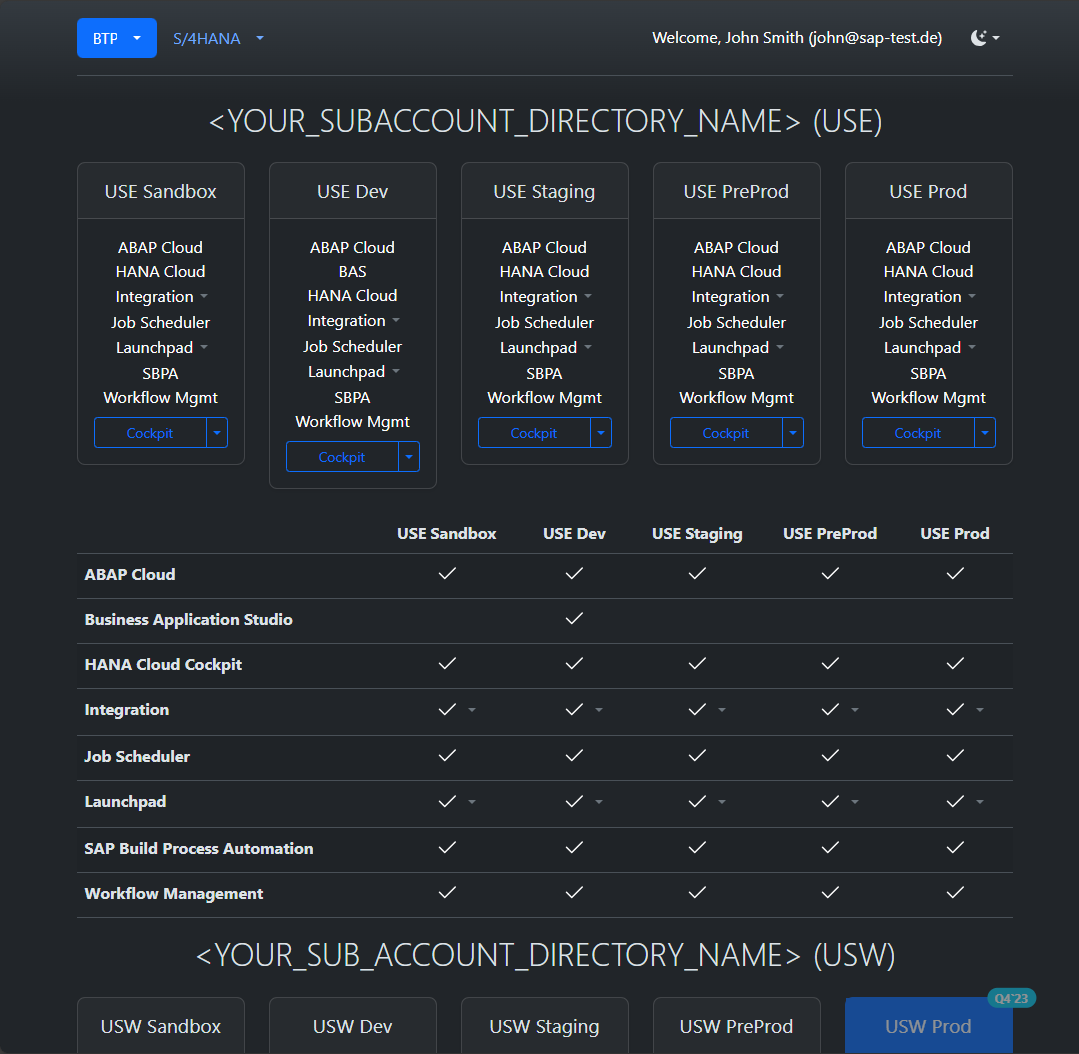 BTP S/4HANA Welcome, John Smith (john@sap-test.de)
<YOUR_SUBACCOUNT_DIRECTORY_NAME> (USE)
USE Sandbox
ABAP Cloud
HANA Cloud
Integration
Job Scheduler
Launchpad
SBPA
Workflow Mgmt
Cockpit
USE Dev
ABAP Cloud
BAS
HANA Cloud
Integration
Job Scheduler
Launchpad
SBPA
Workflow Mgmt
Cockpit
USE Staging
ABAP Cloud
HANA Cloud
Integration
Job Scheduler
Launchpad
SBPA
Workflow Mgmt
Cockpit
USE PreProd
ABAP Cloud
HANA Cloud
Integration
Job Scheduler
Launchpad
SBPA
Workflow Mgmt
Cockpit
USE Prod
ABAP Cloud
HANA Cloud
Integration
Job Scheduler
Launchpad
SBPA
Workflow Mgmt
Cockpit
USE Sandbox USE Dev USE Staging USE PreProd USE Prod
ABAP Cloud
Business Application Studio
HANA Cloud Cockpit
Integration
Job Scheduler
Launchpad
SAP Build Process Automation
Workflow Management
<YOUR_SUB_ACCOUNT_DIRECTORY_NAME> (USW)
Q4'23
USW Sandbox USW Dev USW Staging USW PreProd USW Prod